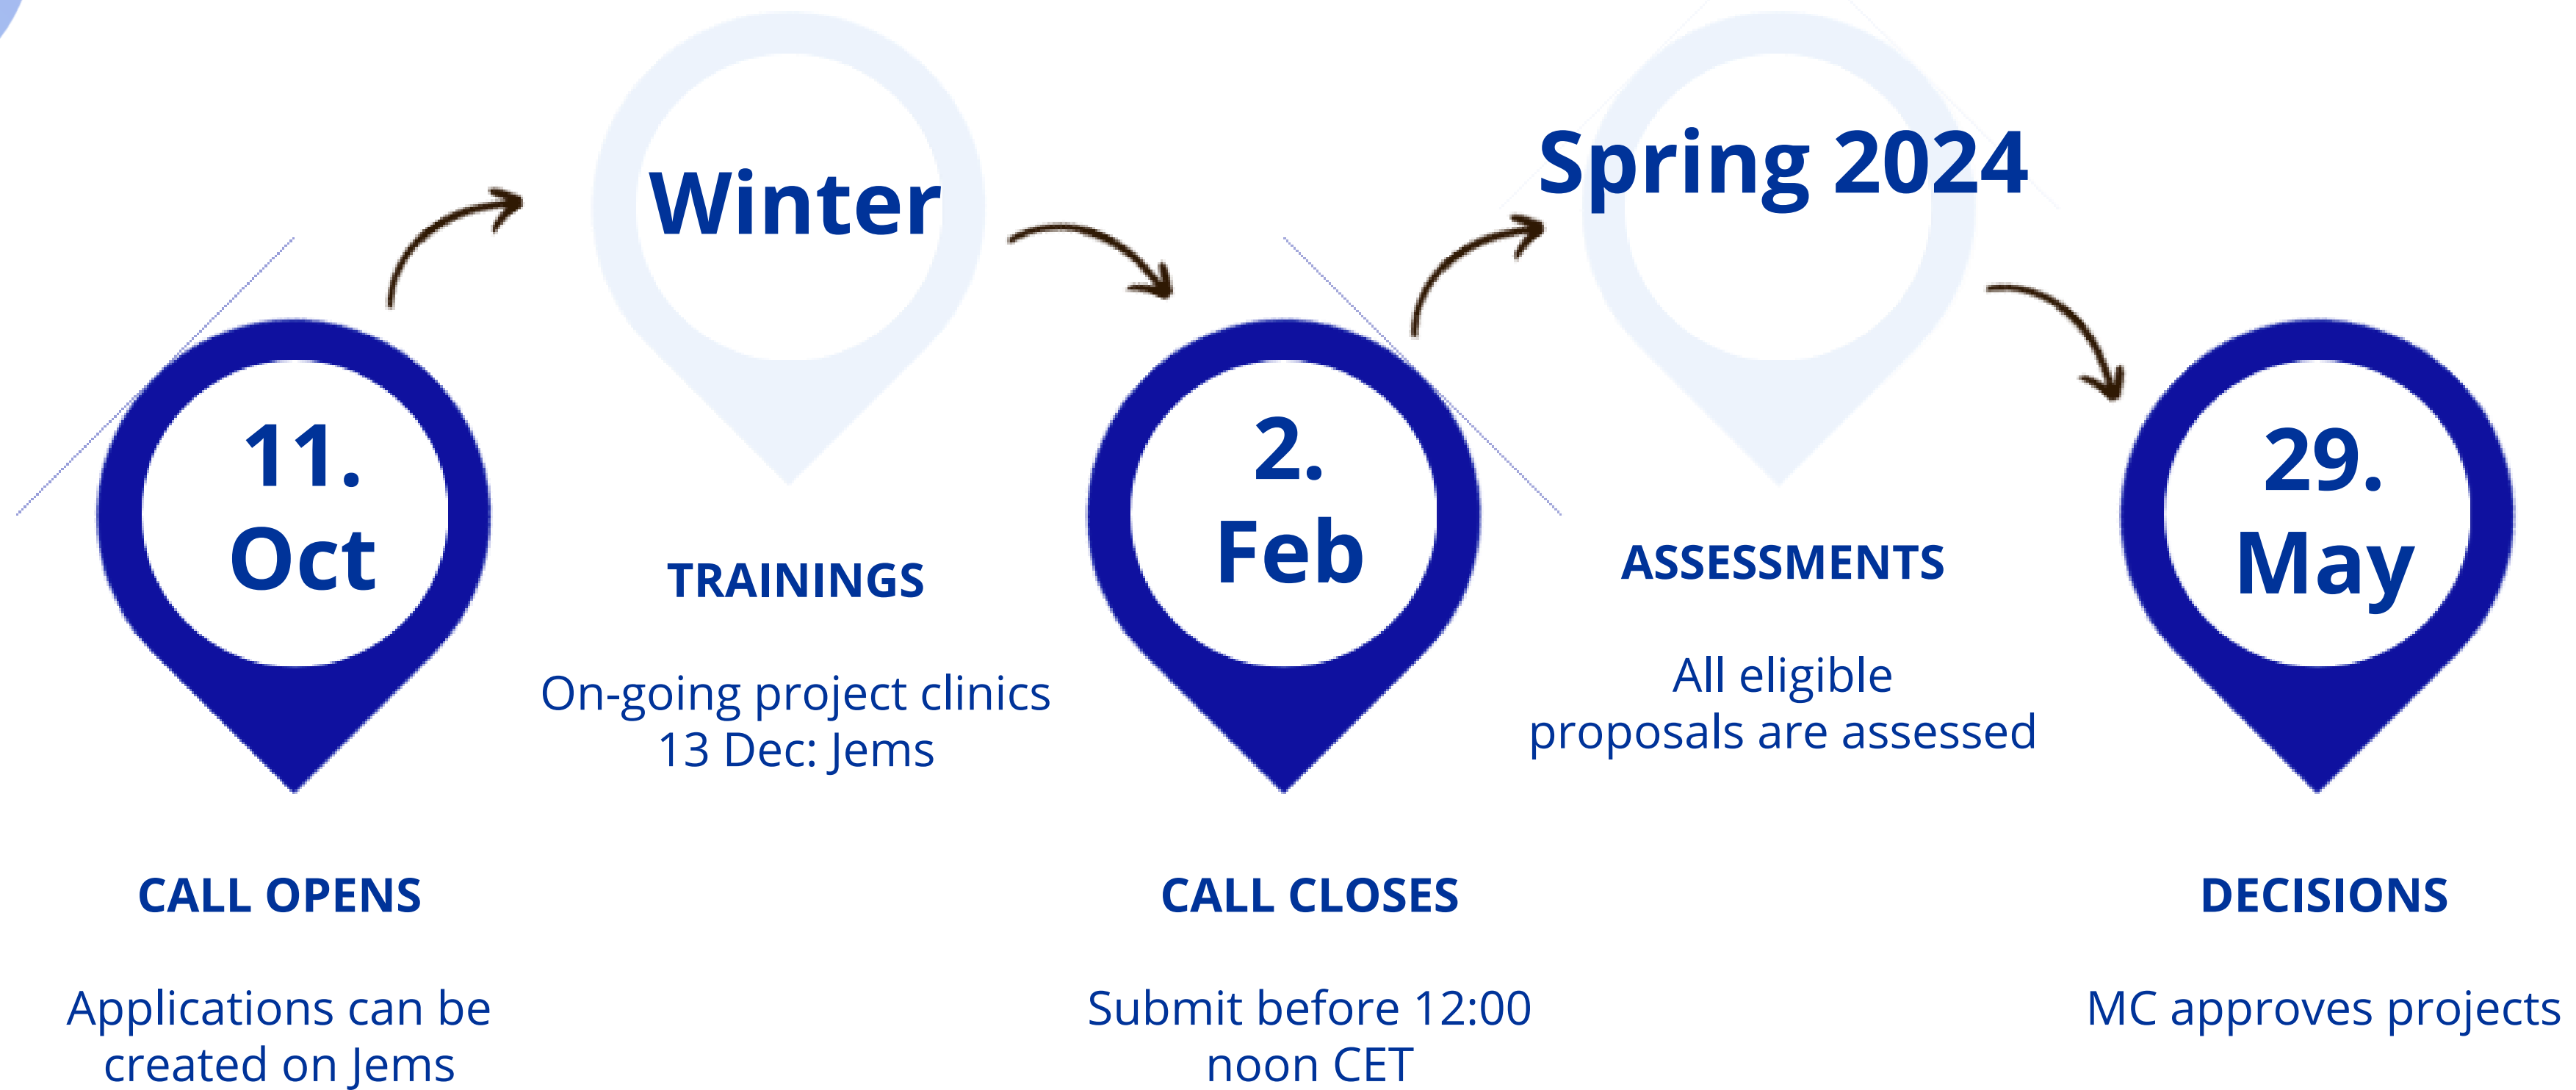 11.
Oct
CALL OPENS
Applications can be
created on Jems
Winter
TRAININGS
On-going project clinics
13 Dec: Jems
2.
Feb
CALL CLOSES
Submit before 12:00
noon CET
Spring 2024
ASSESSMENTS
All eligible
proposals are assessed
29.
May
DECISIONS
MC approves projects